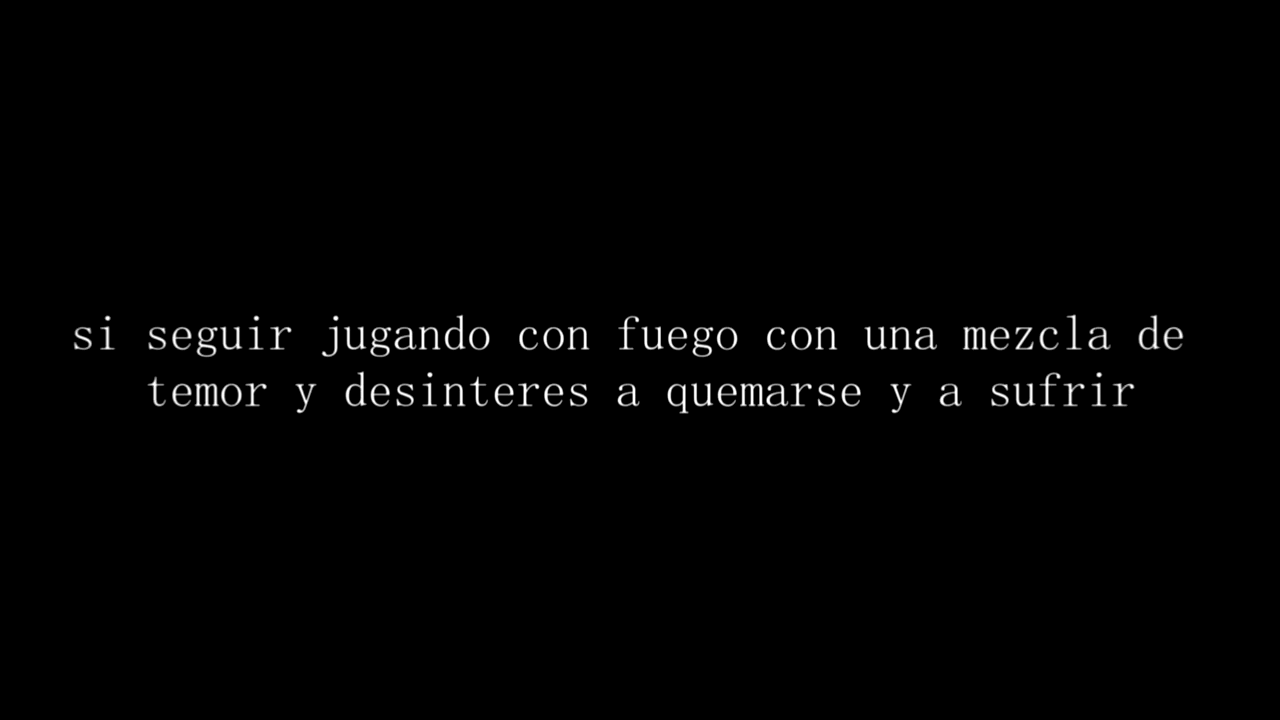 si seguir jugando con fuego con una mezcla de
temor y desinteres a quemarse y a sufrir